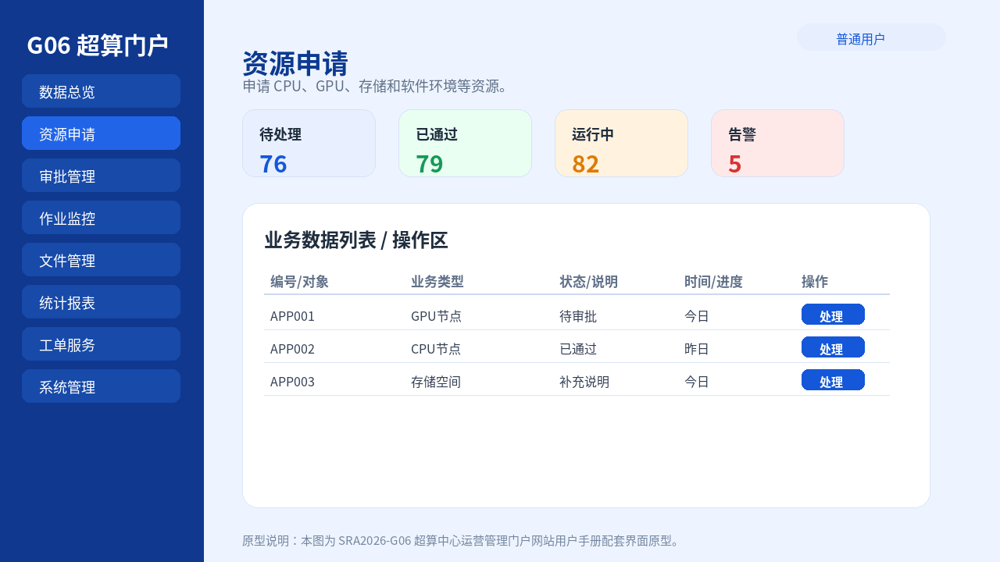 G06 超算门户
数据总览
资源申请
审批管理
作业监控
文件管理
统计报表
工单服务
系统管理
普通用户
资源申请
申请 CPU、GPU、存储和软件环境等资源。
待处理
76
已通过
79
运行中
82
告警
5
业务数据列表 / 操作区
编号/对象 业务类型 状态/说明 时间/进度 操作
APP001 GPU节点 待审批 今日 处理
APP002 CPU节点 已通过 昨日 处理
APP003 存储空间 补充说明 今日 处理
原型说明：本图为 SRA2026-G06 超算中心运营管理门户网站用户手册配套界面原型。